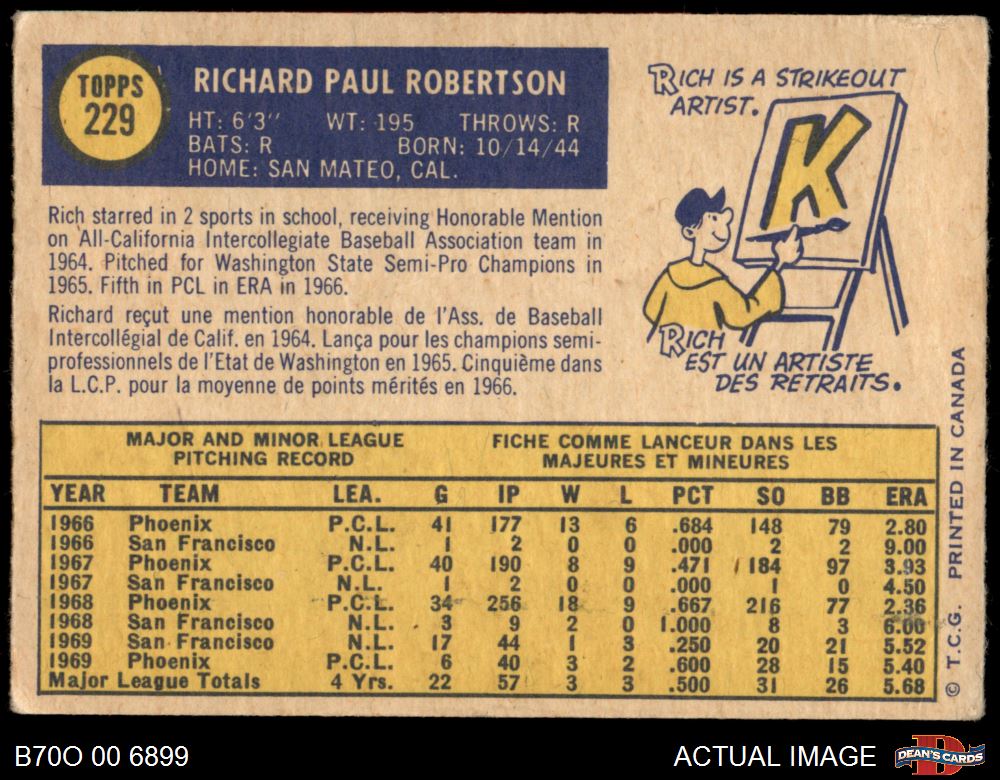 TOPPS
229
RICHARD PAUL ROBERTSON
HT: 6'3" WT: 195 THROWS: R
BATS: R BORN: 10/14/44
HOME: SAN MATEO, CAL.
RICH IS A STRIKEOUT
ARTIST.
K
RICH
EST UN ARTISTE
DES RETRAITS.
Rich starred in 2 sports in school, receiving Honorable Mention
on All-California Intercollegiate Baseball Association team in
1964. Pitched for Washington State Semi-Pro Champions in
1965. Fifth in PCL in ERA in 1966.
Richard reçut une mention honorable de l'Ass. de Baseball
Intercollégial de Calif. en 1964. Lança pour les champions semi-
professionnels de l'Etat de Washington en 1965. Cinquième dans
la L.C.P. pour la moyenne de points mérités en 1966.
MAJOR AND MINOR LEAGUE
PITCHING RECORD
FICHE COMME LANCEUR DANS LES
MAJEURES ET MINEURES
YEAR TEAM LEA. G IP W L PCT SO BB ERA
1966 Phoenix P.C.L. 41 177 13 6 .684 148 79 2.80
1966 San Francisco N.L. 1 2 0 0 .000 2 2 9.00
1967 Phoenix P.C.L. 40 190 8 9 .471 184 97 3.93
1967 San Francisco N.L. 1 2 0 0 .000 1 0 4.50
1968 Phoenix P.C.L. 34 256 18 9 .667 216 77 2.36
1968 San Francisco N.L. 3 9 2 0 1.000 8 3 6.00
1969 San Francisco N.L. 17 44 1 3 .250 20 21 5.52
1969 Phoenix P.C.L. 6 40 3 2 .600 28 15 5.40
Major League Totals 4 Yrs. 22 57 3 3 .500 31 26 5.68
© T.C.G. PRINTED IN CANADA
B70O 00 6899
ACTUAL IMAGE
DEAN'S CARDS